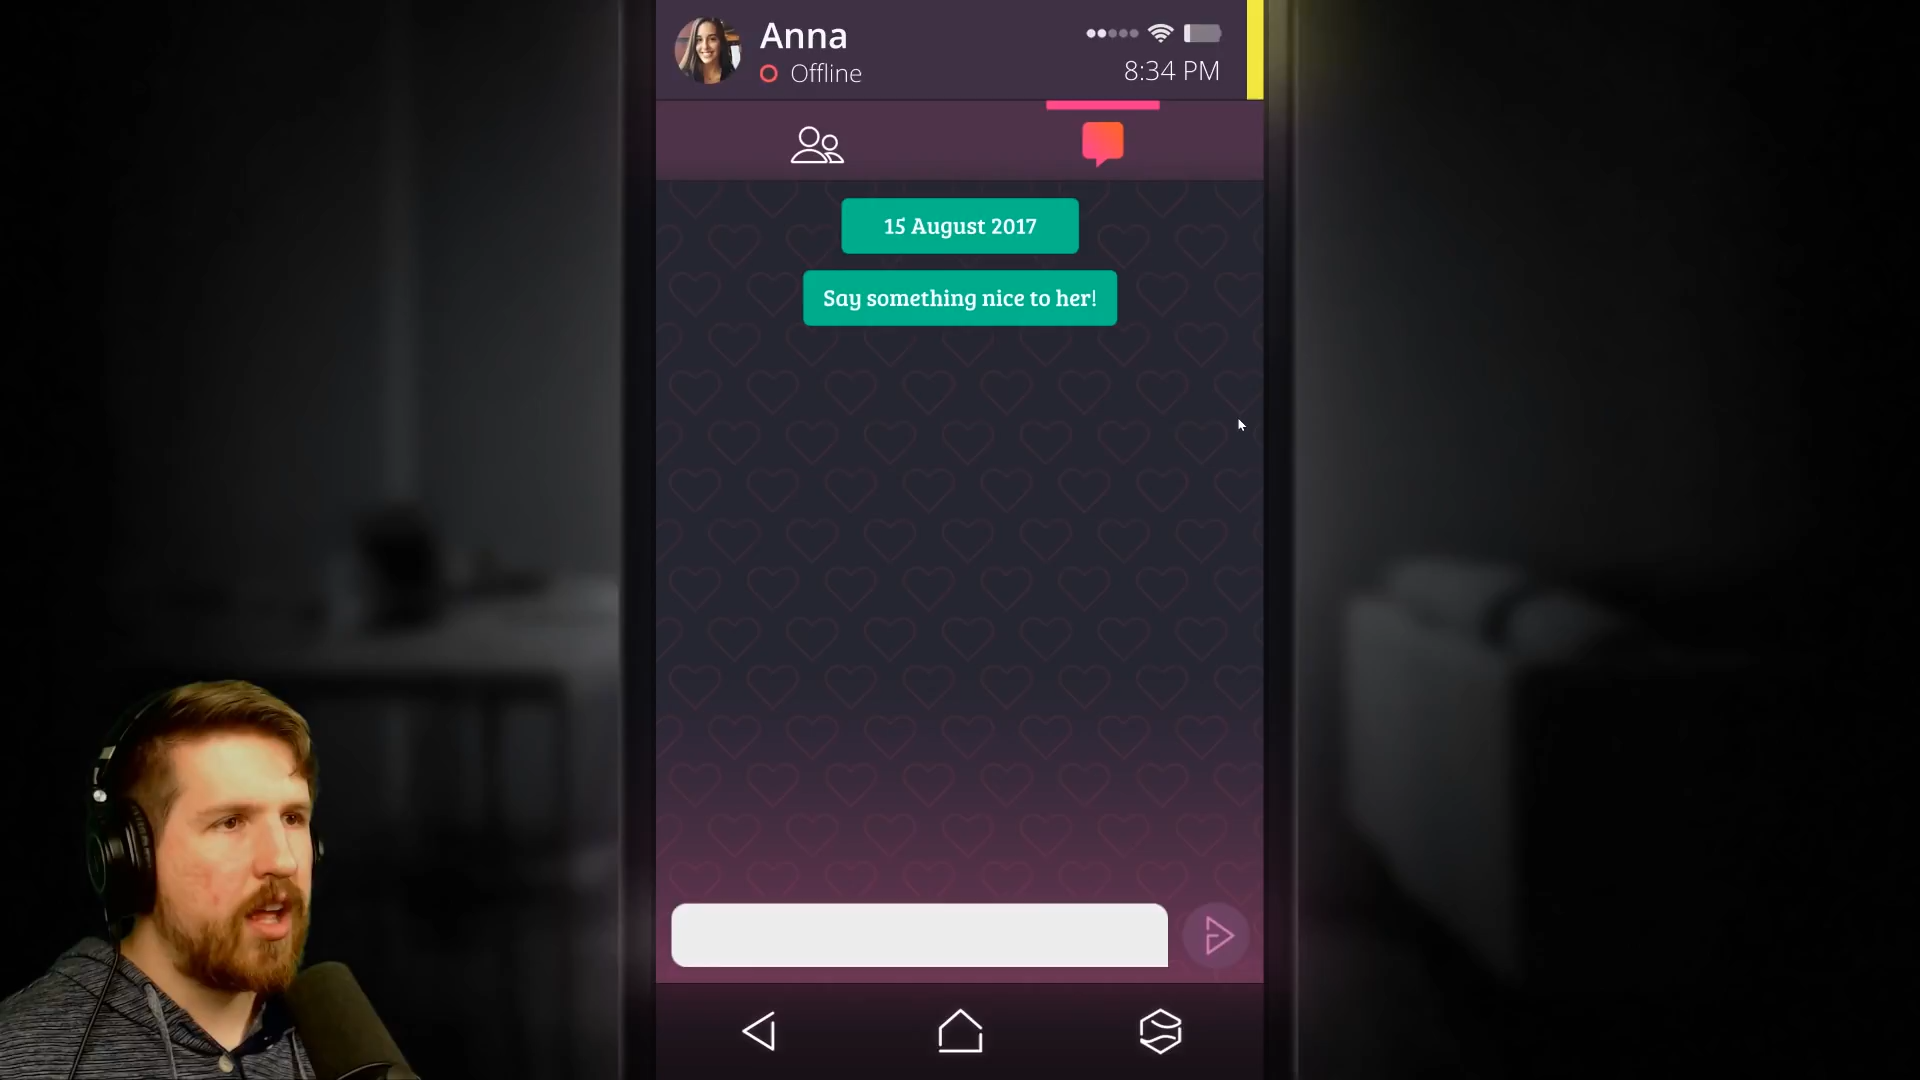 Anna
Offline
8:34 PM
15 August 2017
Say something nice to her!